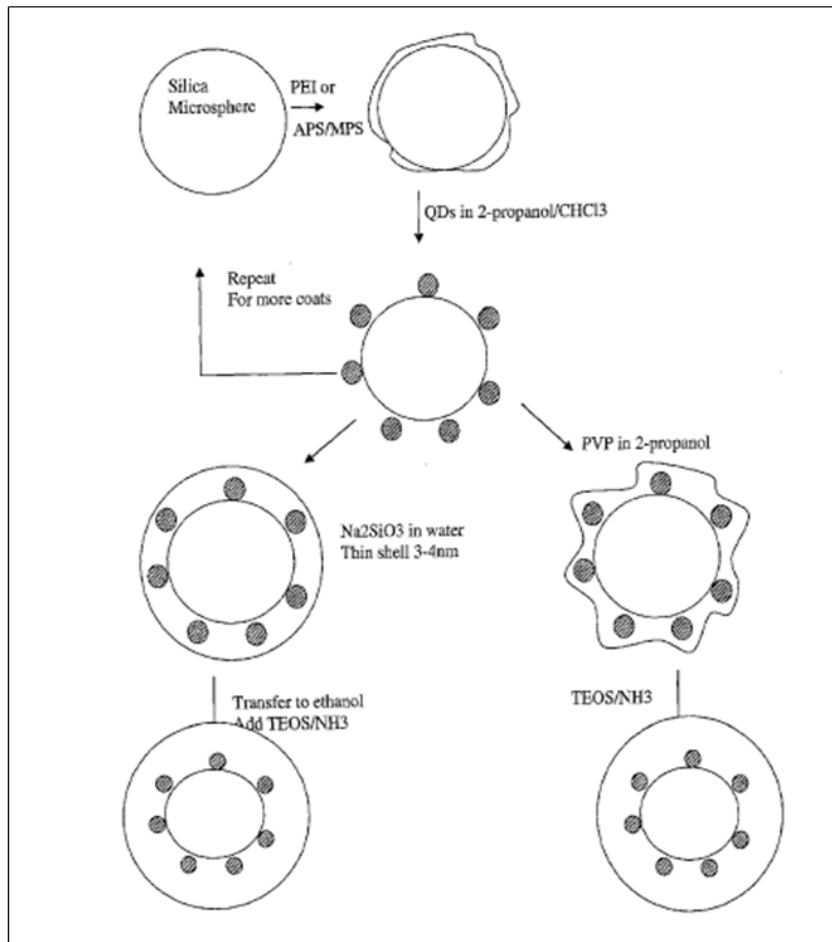 Silica
Microsphere
PEI or
APS/MPS
QDs in 2-propanol/CHCl3
Repeat
For more coats
PVP in 2-propanol
Na2SiO3 in water
Thin shell 3-4nm
Transfer to ethanol
Add TEOS/NH3
TEOS/NH3